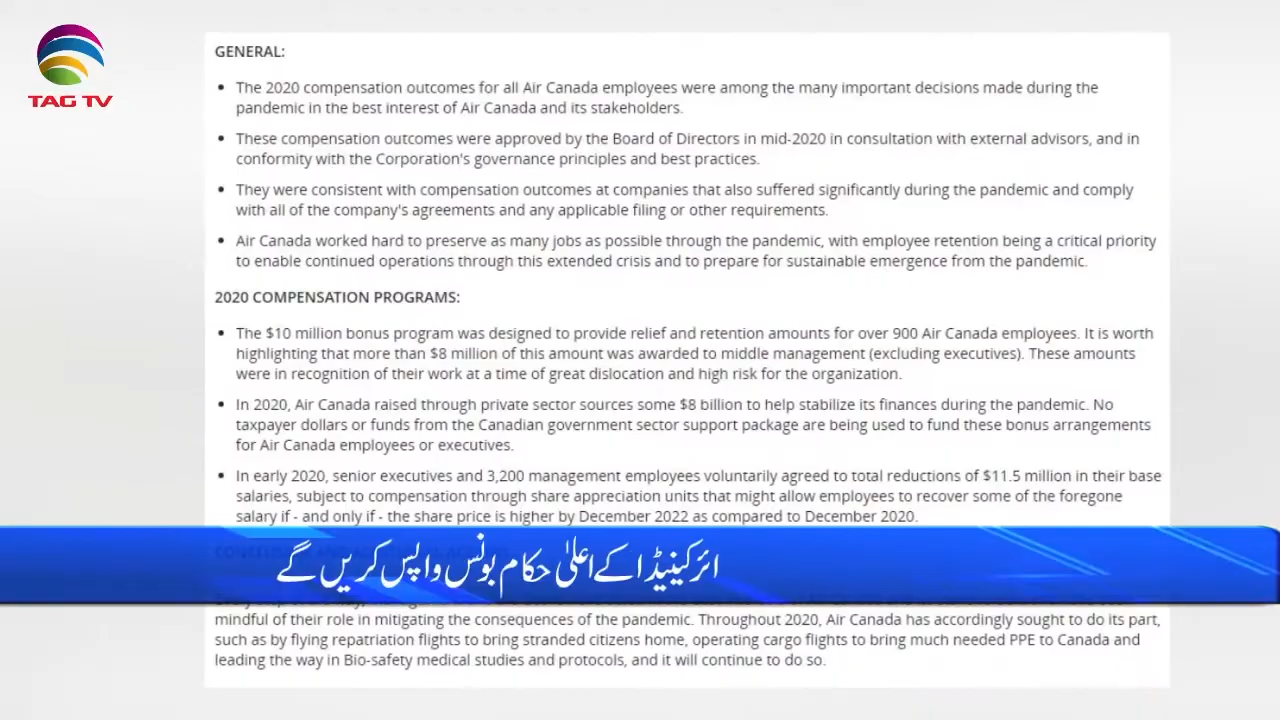 TAG TV
GENERAL:
• The 2020 compensation outcomes for all Air Canada employees were among the many important decisions made during the
pandemic in the best interest of Air Canada and its stakeholders.
• These compensation outcomes were approved by the Board of Directors in mid-2020 in consultation with external advisors, and in
conformity with the Corporation's governance principles and best practices.
• They were consistent with compensation outcomes at companies that also suffered significantly during the pandemic and comply
with all of the company's agreements and any applicable filing or other requirements.
• Air Canada worked hard to preserve as many jobs as possible through the pandemic, with employee retention being a critical priority
to enable continued operations through this extended crisis and to prepare for sustainable emergence from the pandemic.
2020 COMPENSATION PROGRAMS:
• The $10 million bonus program was designed to provide relief and retention amounts for over 900 Air Canada employees. It is worth
highlighting that more than $8 million of this amount was awarded to middle management (excluding executives). These amounts
were in recognition of their work at a time of great dislocation and high risk for the organization.
• In 2020, Air Canada raised through private sector sources some $8 billion to help stabilize its finances during the pandemic. No
taxpayer dollars or funds from the Canadian government sector support package are being used to fund these bonus arrangements
for Air Canada employees or executives.
• In early 2020, senior executives and 3,200 management employees voluntarily agreed to total reductions of $11.5 million in their base
salaries, subject to compensation through share appreciation units that might allow employees to recover some of the foregone
salary if - and only if - the share price is higher by December 2022 as compared to December 2020.
ائر کینیڈا کے اعلیٰ حکام بونس واپس کریں گے
mindful of their role in mitigating the consequences of the pandemic. Throughout 2020, Air Canada has accordingly sought to do its part,
such as by flying repatriation flights to bring stranded citizens home, operating cargo flights to bring much needed PPE to Canada and
leading the way in Bio-safety medical studies and protocols, and it will continue to do so.